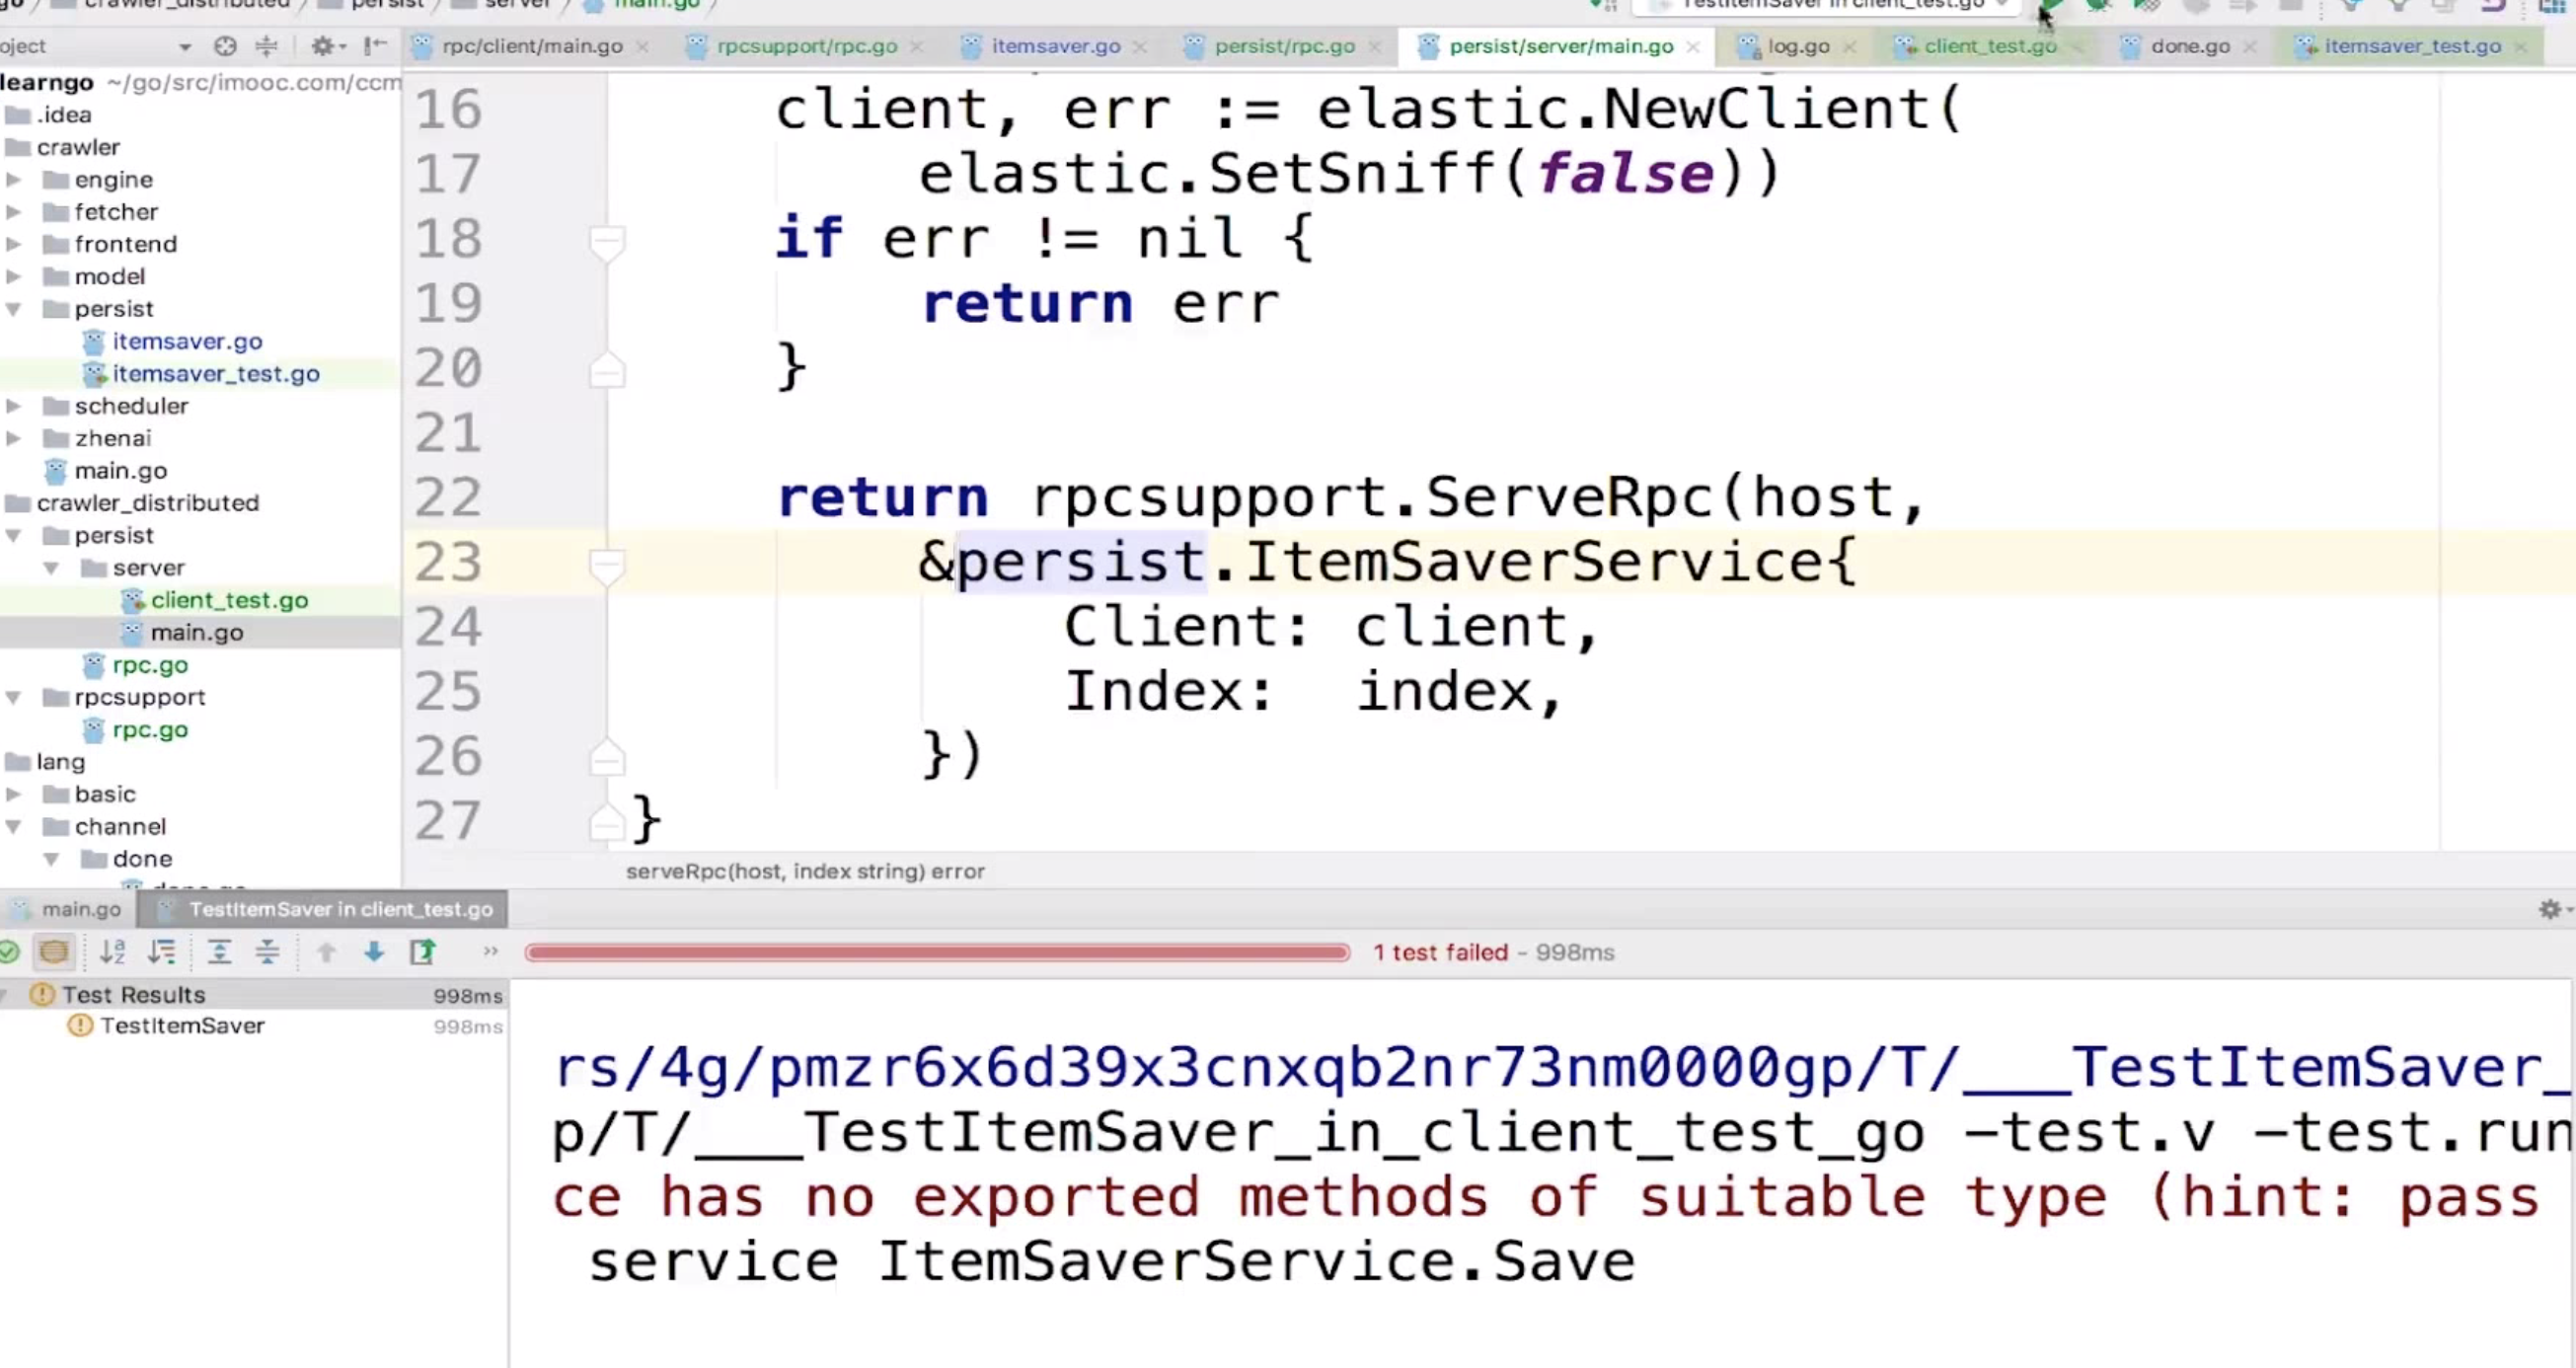 crawler_distributed persist server main.go TestItemSaver in client_test.go
oject rpc/client/main.go rpcsupport/rpc.go itemsaver.go persist/rpc.go persist/server/main.go log.go client_test.go done.go itemsaver_test.go
learngo ~/go/src/imooc.com/ccm
.idea
crawler
engine
fetcher
frontend
model
persist
itemsaver.go
itemsaver_test.go
scheduler
zhenai
main.go
crawler_distributed
persist
server
client_test.go
main.go
rpc.go
rpcsupport
rpc.go
lang
basic
channel
done
done.go
16 client, err := elastic.NewClient(
17 elastic.SetSniff(false))
18 if err != nil {
19 return err
20 }
21
22 return rpcsupport.ServeRpc(host,
23 &persist.ItemSaverService{
24 Client: client,
25 Index: index,
26 })
27 }
serveRpc(host, index string) error
main.go TestItemSaver in client_test.go
1 test failed - 998ms
Test Results 998ms
TestItemSaver 998ms
rs/4g/pmzr6x6d39x3cnxqb2nr73nm0000gp/T/___TestItemSaver_
p/T/___TestItemSaver_in_client_test_go -test.v -test.run
ce has no exported methods of suitable type (hint: pass
service ItemSaverService.Save